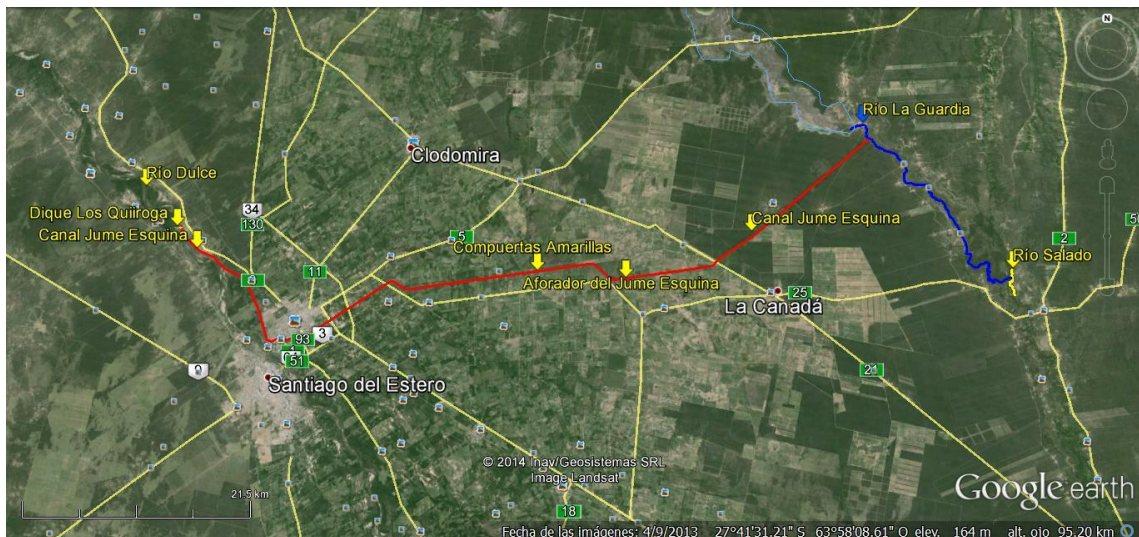 N
Río La Guardia
Clodomira
Río Dulce
34
130
Dique Los Quiiroga
Canal Jume Esquina
Canal Jume Esquina
5
2
Compuertas Amarillas
Río Salado
11
Aforador del Jume Esquina
La Canadá
25
3
93
51
9
21
Santiago del Estero
© 2014 Inav/Geosistemas SRL
Image Landsat
Google earth
21.5 km
18
Fecha de las imágenes: 4/9/2013 27°41'31.21" S 63°58'08.61" O elev. 164 m alt. ojo 95.20 km